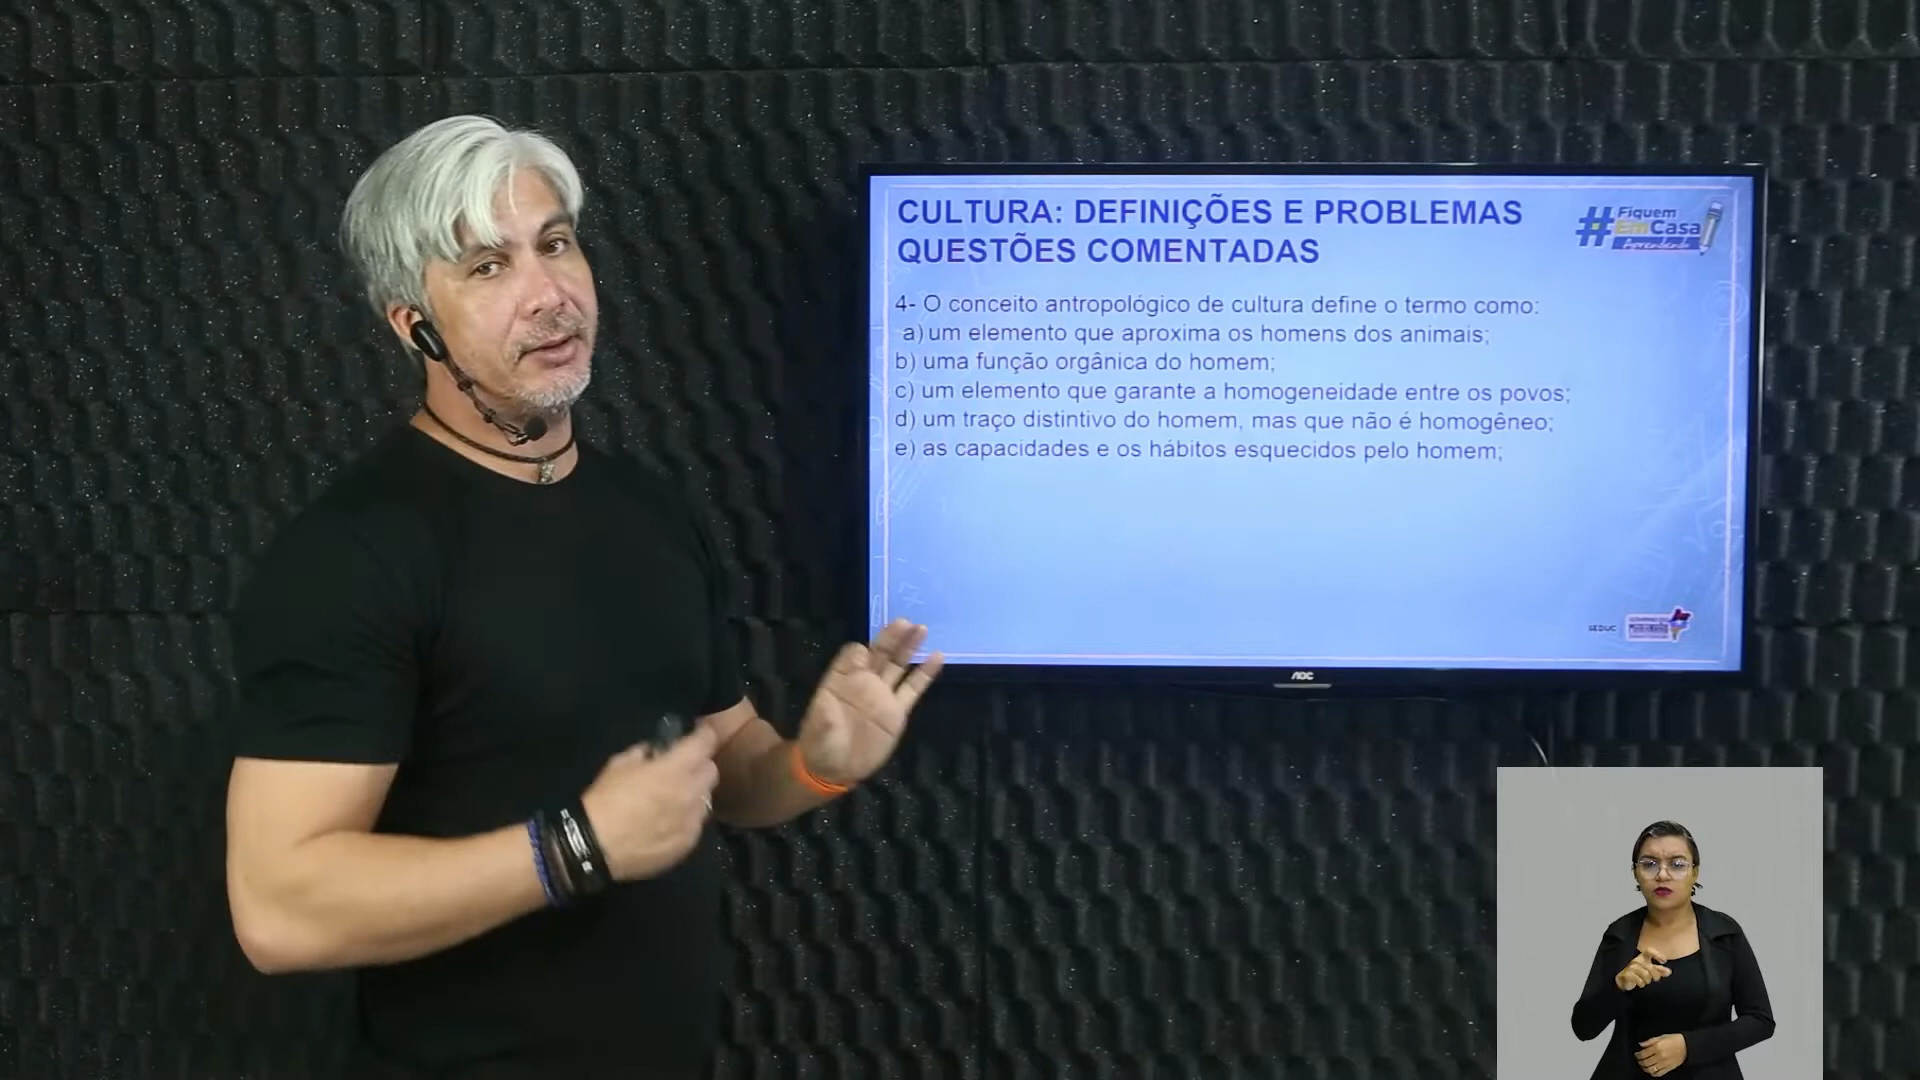 CULTURA: DEFINIÇÕES E PROBLEMAS
QUESTÕES COMENTADAS
#Fiquem
EmCasa
Aprendendo
4- O conceito antropológico de cultura define o termo como:
a) um elemento que aproxima os homens dos animais;
b) uma função orgânica do homem;
c) um elemento que garante a homogeneidade entre os povos;
d) um traço distintivo do homem, mas que não é homogêneo;
e) as capacidades e os hábitos esquecidos pelo homem;
SEDUC
AOC